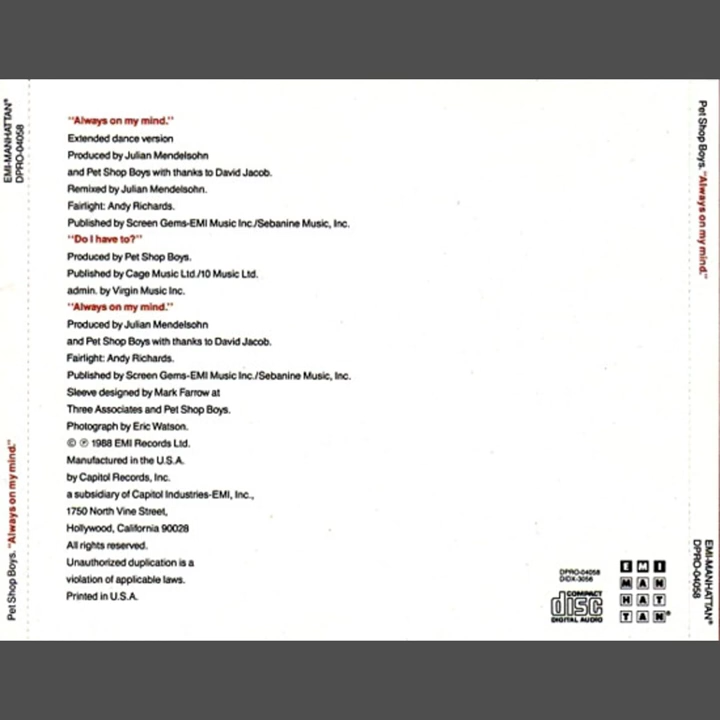 EMI-MANHATTAN®
DPRO-04058
Pet Shop Boys. "Always on my mind."
"Always on my mind."
Extended dance version
Produced by Julian Mendelsohn
and Pet Shop Boys with thanks to David Jacob.
Remixed by Julian Mendelsohn.
Fairlight: Andy Richards.
Published by Screen Gems-EMI Music Inc./Sebanine Music, Inc.
"Do I have to?"
Produced by Pet Shop Boys.
Published by Cage Music Ltd./10 Music Ltd.
admin. by Virgin Music Inc.
"Always on my mind."
Produced by Julian Mendelsohn
and Pet Shop Boys with thanks to David Jacob.
Fairlight: Andy Richards.
Published by Screen Gems-EMI Music Inc./Sebanine Music, Inc.
Sleeve designed by Mark Farrow at
Three Associates and Pet Shop Boys.
Photograph by Eric Watson.
© ℗ 1988 EMI Records Ltd.
Manufactured in the U.S.A.
by Capitol Records, Inc.
a subsidiary of Capitol Industries-EMI, Inc.,
1750 North Vine Street,
Hollywood, California 90028
All rights reserved.
Unauthorized duplication is a
violation of applicable laws.
Printed in U.S.A.
DPRO-04058
DIDX-3056
COMPACT
disc
DIGITAL AUDIO
EMI
MAN
HAT
TAN®
Pet Shop Boys. "Always on my mind."
EMI-MANHATTAN®
DPRO-04058